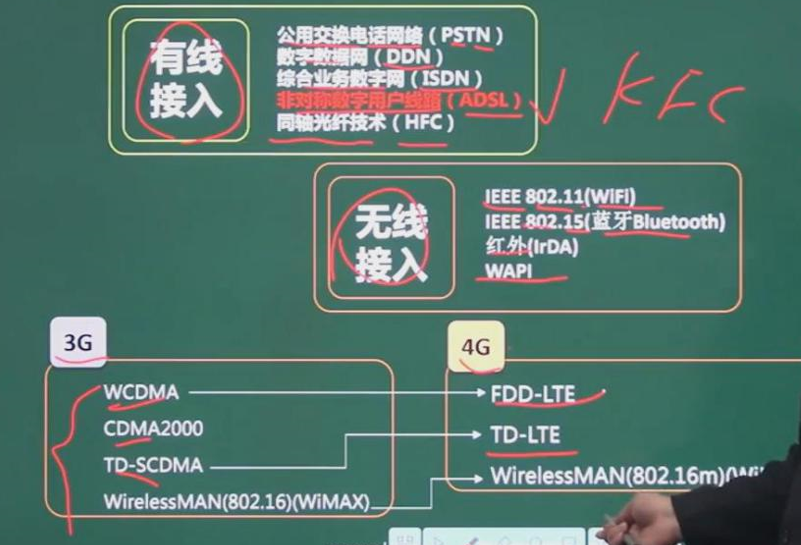 有线
接入
公用交换电话网络（PSTN）
数字数据网（DDN）
综合业务数字网（ISDN）
非对称数字用户线路（ADSL）
同轴光纤技术（HFC）
KFC
无线
接入
IEEE 802.11(WiFi)
IEEE 802.15(蓝牙Bluetooth)
红外(IrDA)
WAPI
3G
WCDMA
CDMA2000
TD-SCDMA
WirelessMAN(802.16)(WiMAX)
4G
FDD-LTE
TD-LTE
WirelessMAN(802.16m)(Wi